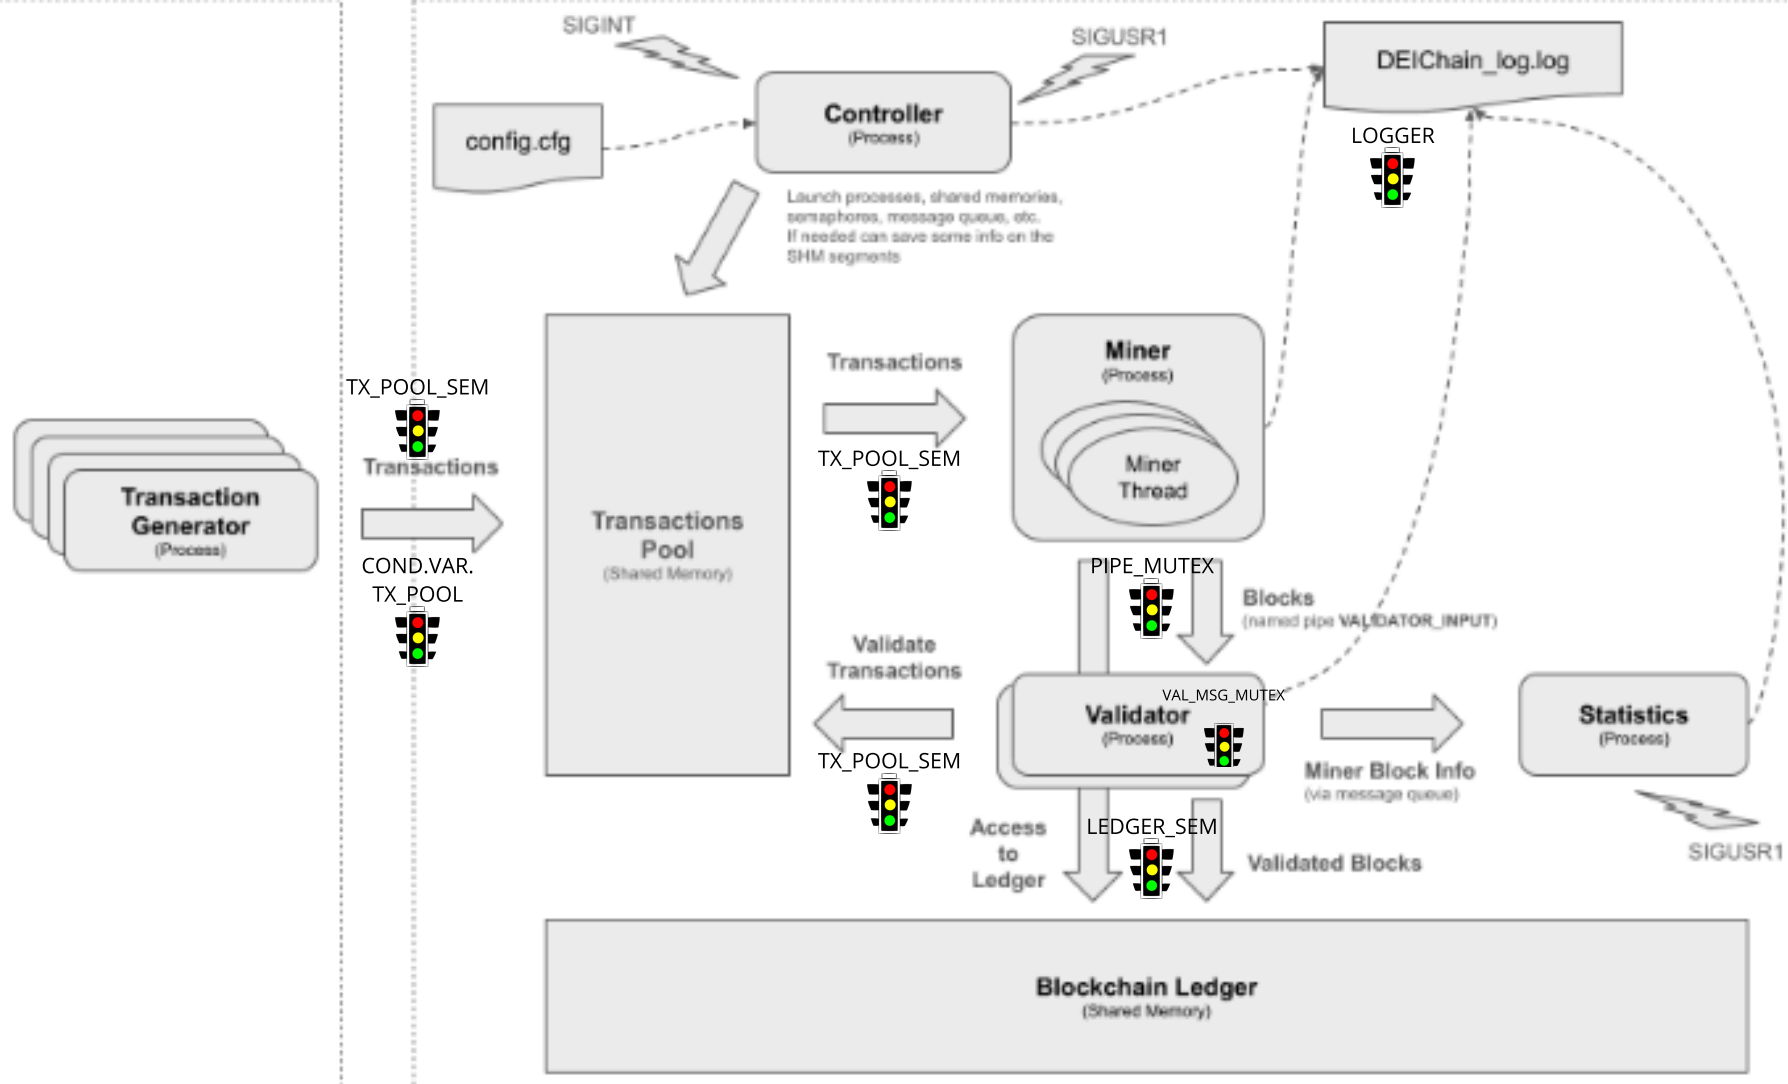 SIGINT
SIGUSR1
DEIChain_log.log
config.cfg
Controller
(Process)
LOGGER
Launch processes, shared memories,
semaphores, message queue, etc.
If needed can save some info on the
SHM segments
TX_POOL_SEM
Transactions
Transaction
Generator
(Process)
COND.VAR.
TX_POOL
Transactions
Pool
(Shared Memory)
Transactions
TX_POOL_SEM
Miner
(Process)
Miner
Thread
PIPE_MUTEX
Blocks
(named pipe VALIDATOR_INPUT)
Validate
Transactions
TX_POOL_SEM
VAL_MSG_MUTEX
Validator
(Process)
Miner Block Info
(via message queue)
Statistics
(Process)
SIGUSR1
Access
to
Ledger
LEDGER_SEM
Validated Blocks
Blockchain Ledger
(Shared Memory)